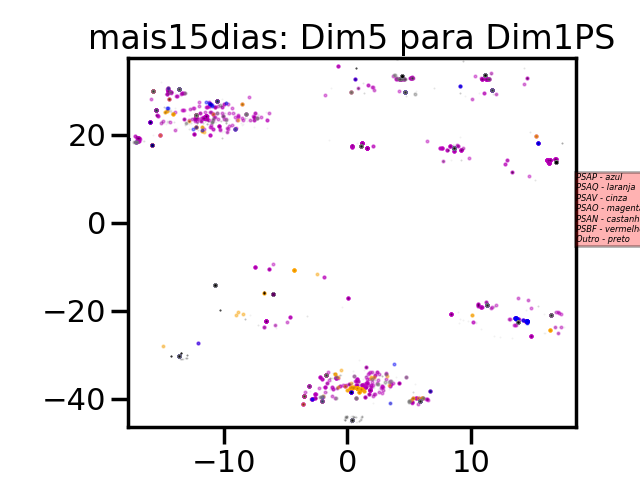 mais15dias: Dim5 para Dim1PS
20
0
−20
−40
−10
0
10
PSAP - azul
PSAQ - laranja
PSAV - cinza
PSAO - magenta
PSAN - castanh
PSBF - vermelh
Outro - preto